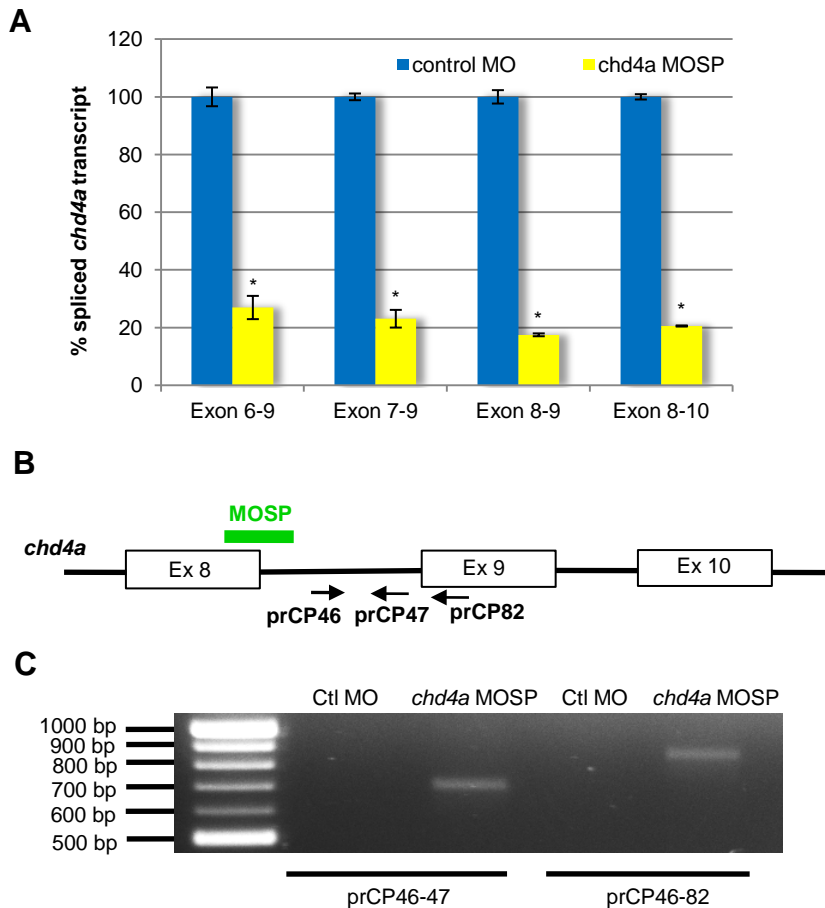 A
120
control MO
chd4a MOSP
100
80
60
40
20
0
% spliced chd4a transcript
*
*
*
*
Exon 6-9
Exon 7-9
Exon 8-9
Exon 8-10
B
MOSP
chd4a
Ex 8
Ex 9
Ex 10
prCP46
prCP47
prCP82
C
Ctl MO
chd4a MOSP
Ctl MO
chd4a MOSP
1000 bp
900 bp
800 bp
700 bp
600 bp
500 bp
prCP46-47
prCP46-82